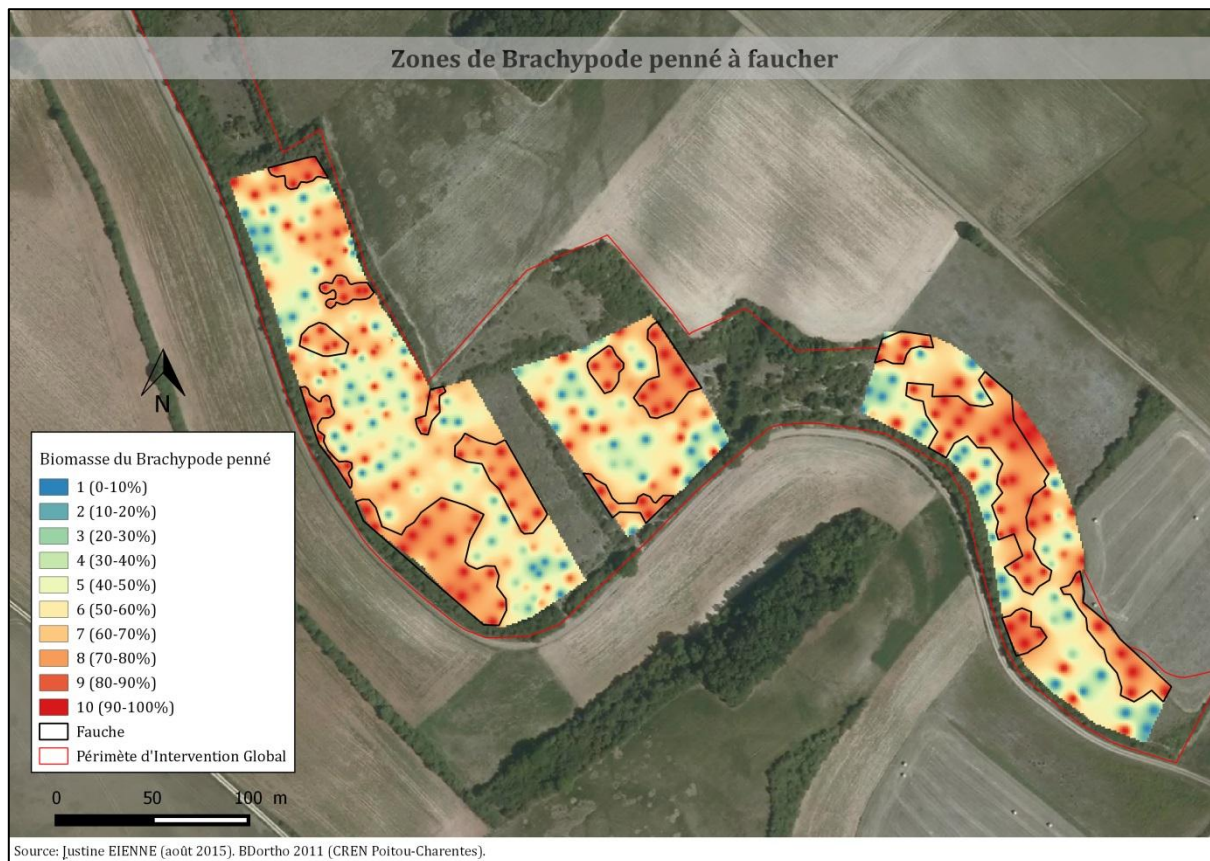 Zones de Brachypode penné à faucher
N
Biomasse du Brachypode penné
1 (0-10%)
2 (10-20%)
3 (20-30%)
4 (30-40%)
5 (40-50%)
6 (50-60%)
7 (60-70%)
8 (70-80%)
9 (80-90%)
10 (90-100%)
Fauche
Périmète d'Intervention Global
0 50 100 m
Source: Justine EIENNE (août 2015). BDortho 2011 (CREN Poitou-Charentes).